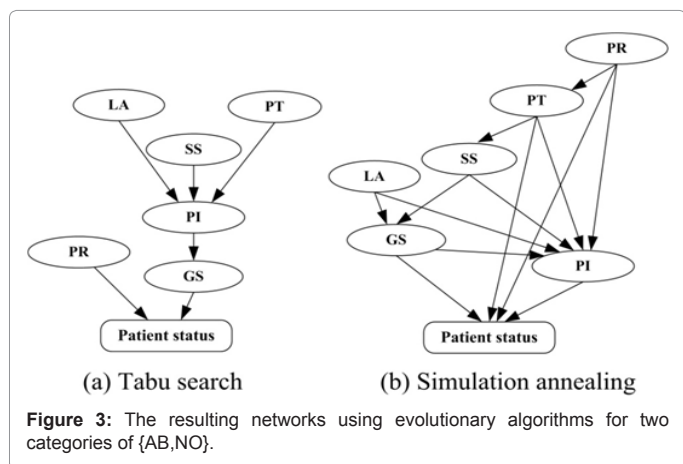 LA
PT
SS
PI
PR
GS
Patient status
(a) Tabu search
PR
PT
SS
LA
GS
PI
Patient status
(b) Simulation annealing
Figure 3: The resulting networks using evolutionary algorithms for two
categories of {AB,NO}.